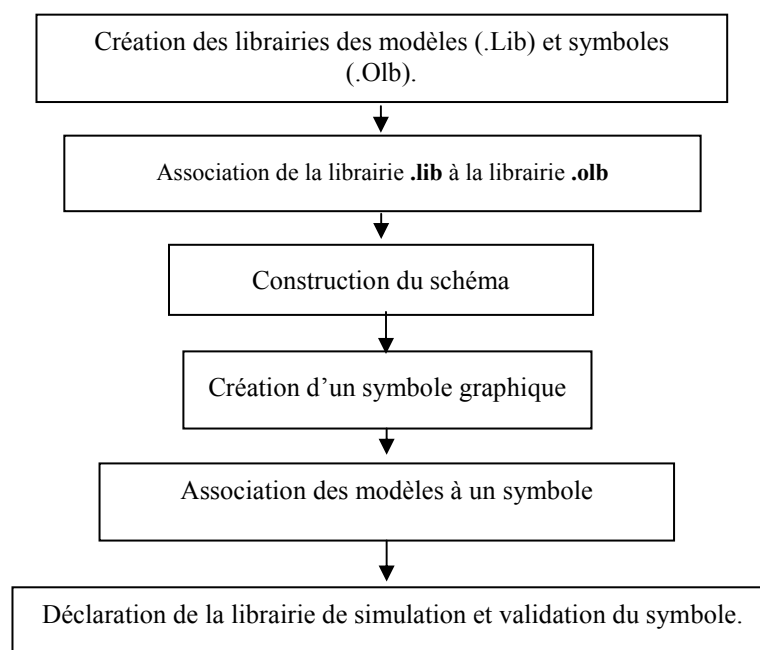 Création des librairies des modèles (.Lib) et symboles
(.Olb).
Association de la librairie .lib à la librairie .olb
Construction du schéma
Création d’un symbole graphique
Association des modèles à un symbole
Déclaration de la librairie de simulation et validation du symbole.